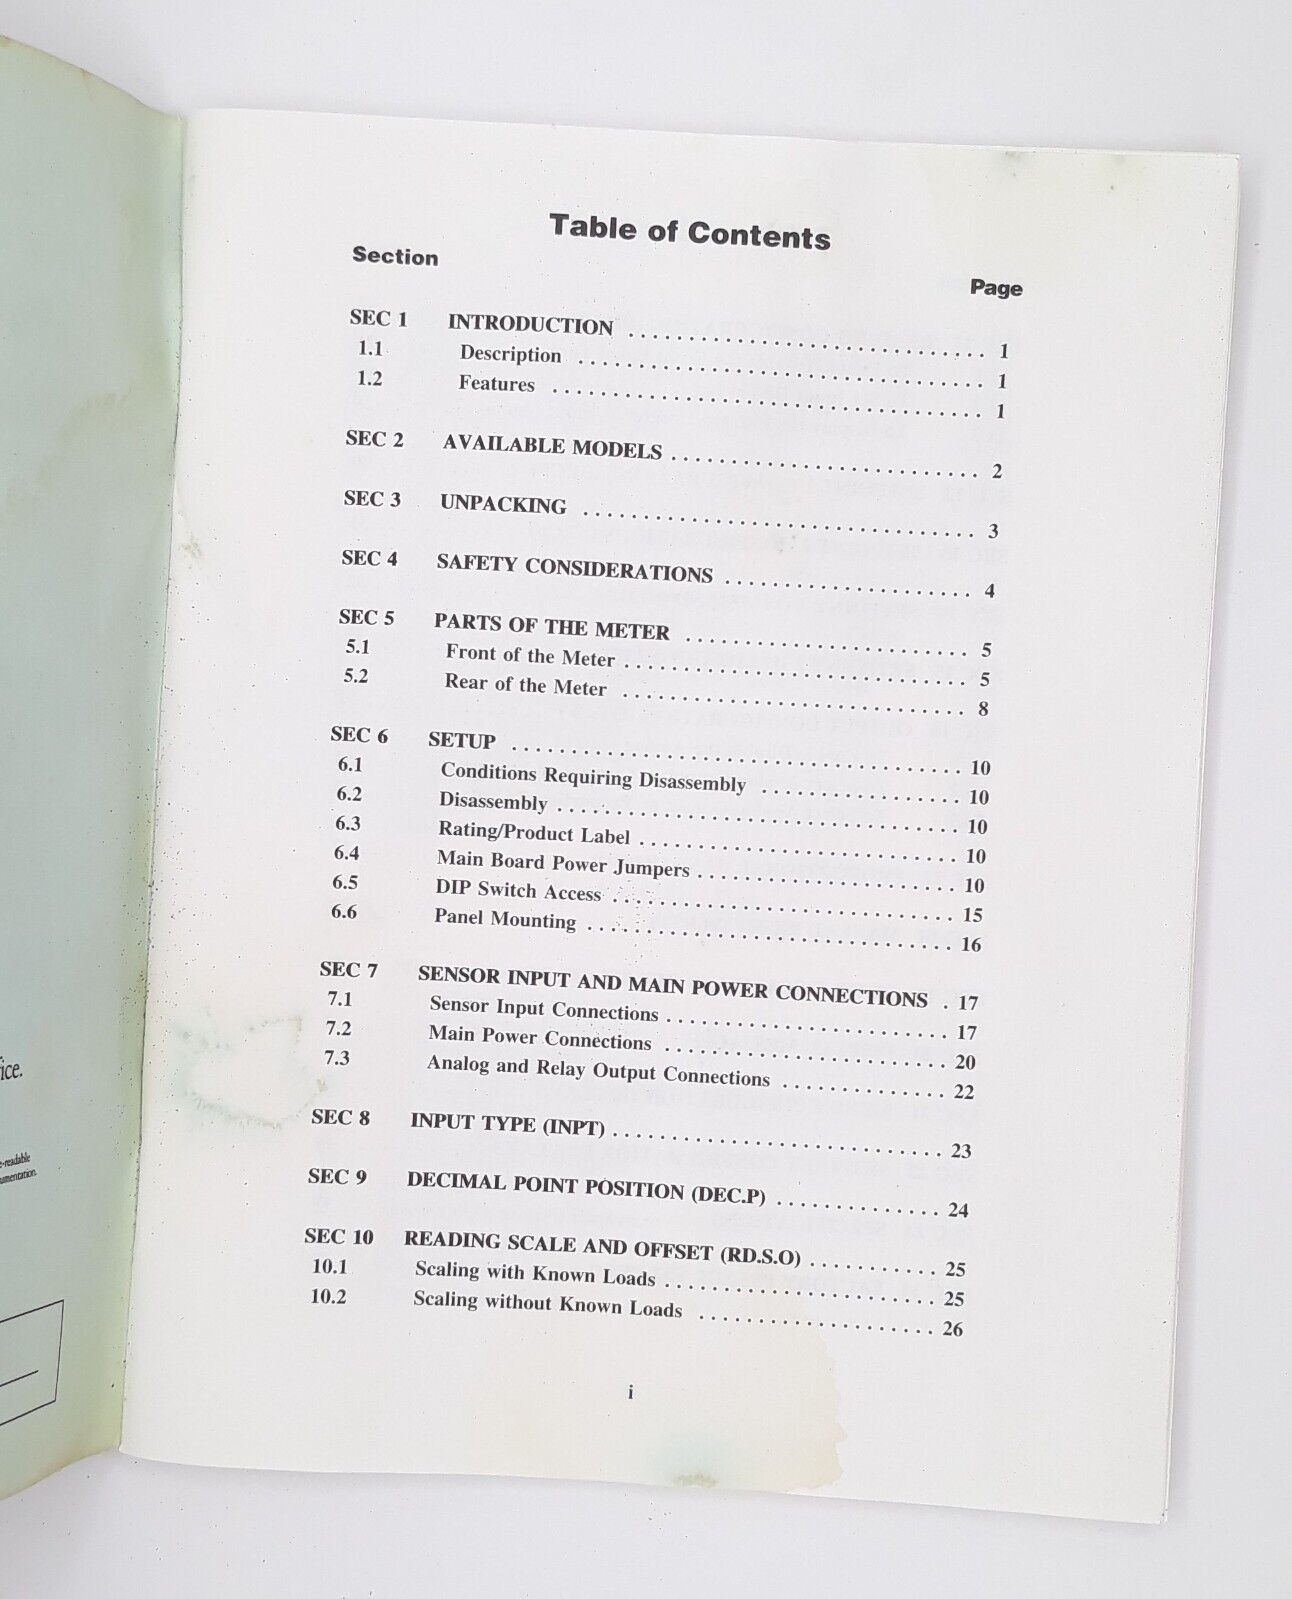 ice.
e-readable
umentation.
Table of Contents
Section
Page
SEC 1 INTRODUCTION . . . . . . . . . . . . . . . . . . . . . . . . . . . . . . 1
1.1 Description . . . . . . . . . . . . . . . . . . . . . . . . . . . . . . . . . . 1
1.2 Features . . . . . . . . . . . . . . . . . . . . . . . . . . . . . . . . . . . . 1
SEC 2 AVAILABLE MODELS . . . . . . . . . . . . . . . . . . . . . . . . . . 2
SEC 3 UNPACKING . . . . . . . . . . . . . . . . . . . . . . . . . . . . . . . . . 3
SEC 4 SAFETY CONSIDERATIONS . . . . . . . . . . . . . . . . . . . . . 4
SEC 5 PARTS OF THE METER . . . . . . . . . . . . . . . . . . . . . . . . 5
5.1 Front of the Meter . . . . . . . . . . . . . . . . . . . . . . . . . . . . . 5
5.2 Rear of the Meter . . . . . . . . . . . . . . . . . . . . . . . . . . . . . 8
SEC 6 SETUP . . . . . . . . . . . . . . . . . . . . . . . . . . . . . . . . . . . . . . 10
6.1 Conditions Requiring Disassembly . . . . . . . . . . . . . . . . . 10
6.2 Disassembly . . . . . . . . . . . . . . . . . . . . . . . . . . . . . . . . . . 10
6.3 Rating/Product Label . . . . . . . . . . . . . . . . . . . . . . . . . . . 10
6.4 Main Board Power Jumpers . . . . . . . . . . . . . . . . . . . . . . 10
6.5 DIP Switch Access . . . . . . . . . . . . . . . . . . . . . . . . . . . . . 15
6.6 Panel Mounting . . . . . . . . . . . . . . . . . . . . . . . . . . . . . . . 16
SEC 7 SENSOR INPUT AND MAIN POWER CONNECTIONS . 17
7.1 Sensor Input Connections . . . . . . . . . . . . . . . . . . . . . . . . 17
7.2 Main Power Connections . . . . . . . . . . . . . . . . . . . . . . . . 20
7.3 Analog and Relay Output Connections . . . . . . . . . . . . . . 22
SEC 8 INPUT TYPE (INPT) . . . . . . . . . . . . . . . . . . . . . . . . . . . . 23
SEC 9 DECIMAL POINT POSITION (DEC.P) . . . . . . . . . . . . . . 24
SEC 10 READING SCALE AND OFFSET (RD.S.O) . . . . . . . . . . . 25
10.1 Scaling with Known Loads . . . . . . . . . . . . . . . . . . . . . . . 25
10.2 Scaling without Known Loads . . . . . . . . . . . . . . . . . . . . 26
i